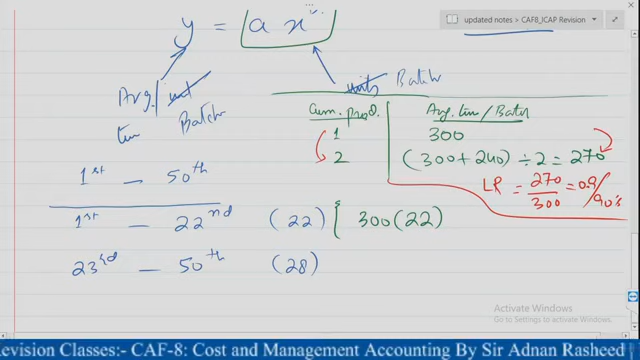 updated notes > CAF8_ICAP Revision
y = a x
units Batch
Avg. / unit
tim Batch
Cum. prod. Avg. tim / Batch
1 300
2 (300+240) ÷ 2 = 270
LR = 270/300 = 0.9/90%
1st — 50th
1st — 22nd (22) { 300 (22)
23rd — 50th (28)
Activate Windows
Go to Settings to activate Windows.
Revision Classes:- CAF-8: Cost and Management Accounting By Sir Adnan Rasheed